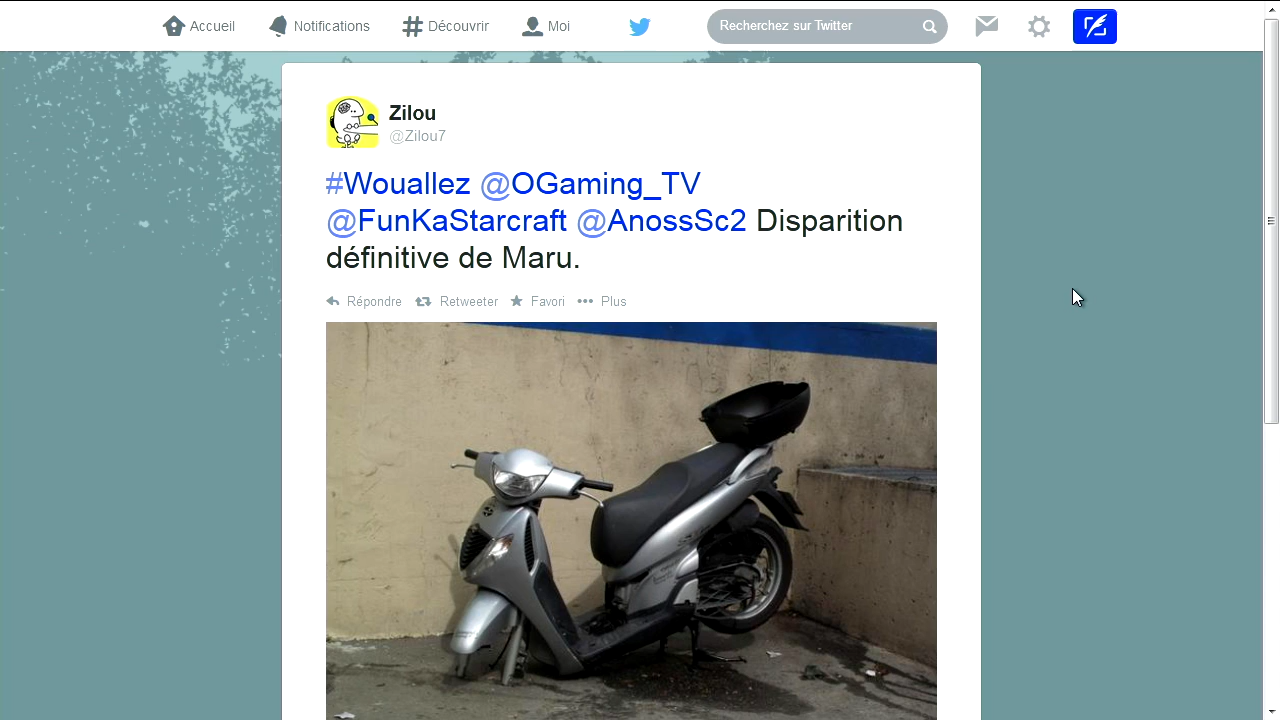 Accueil Notifications Découvrir Moi Recherchez sur Twitter
Zilou
@Zilou7
#Wouallez @OGaming_TV
@FunKaStarcraft @AnossSc2 Disparition
définitive de Maru.
Répondre Retweeter Favori Plus